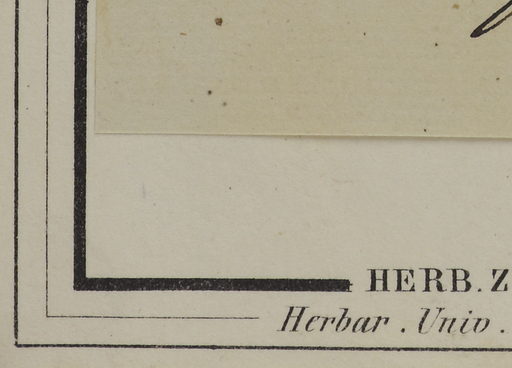 HERB. Z
Herbar. Univ.